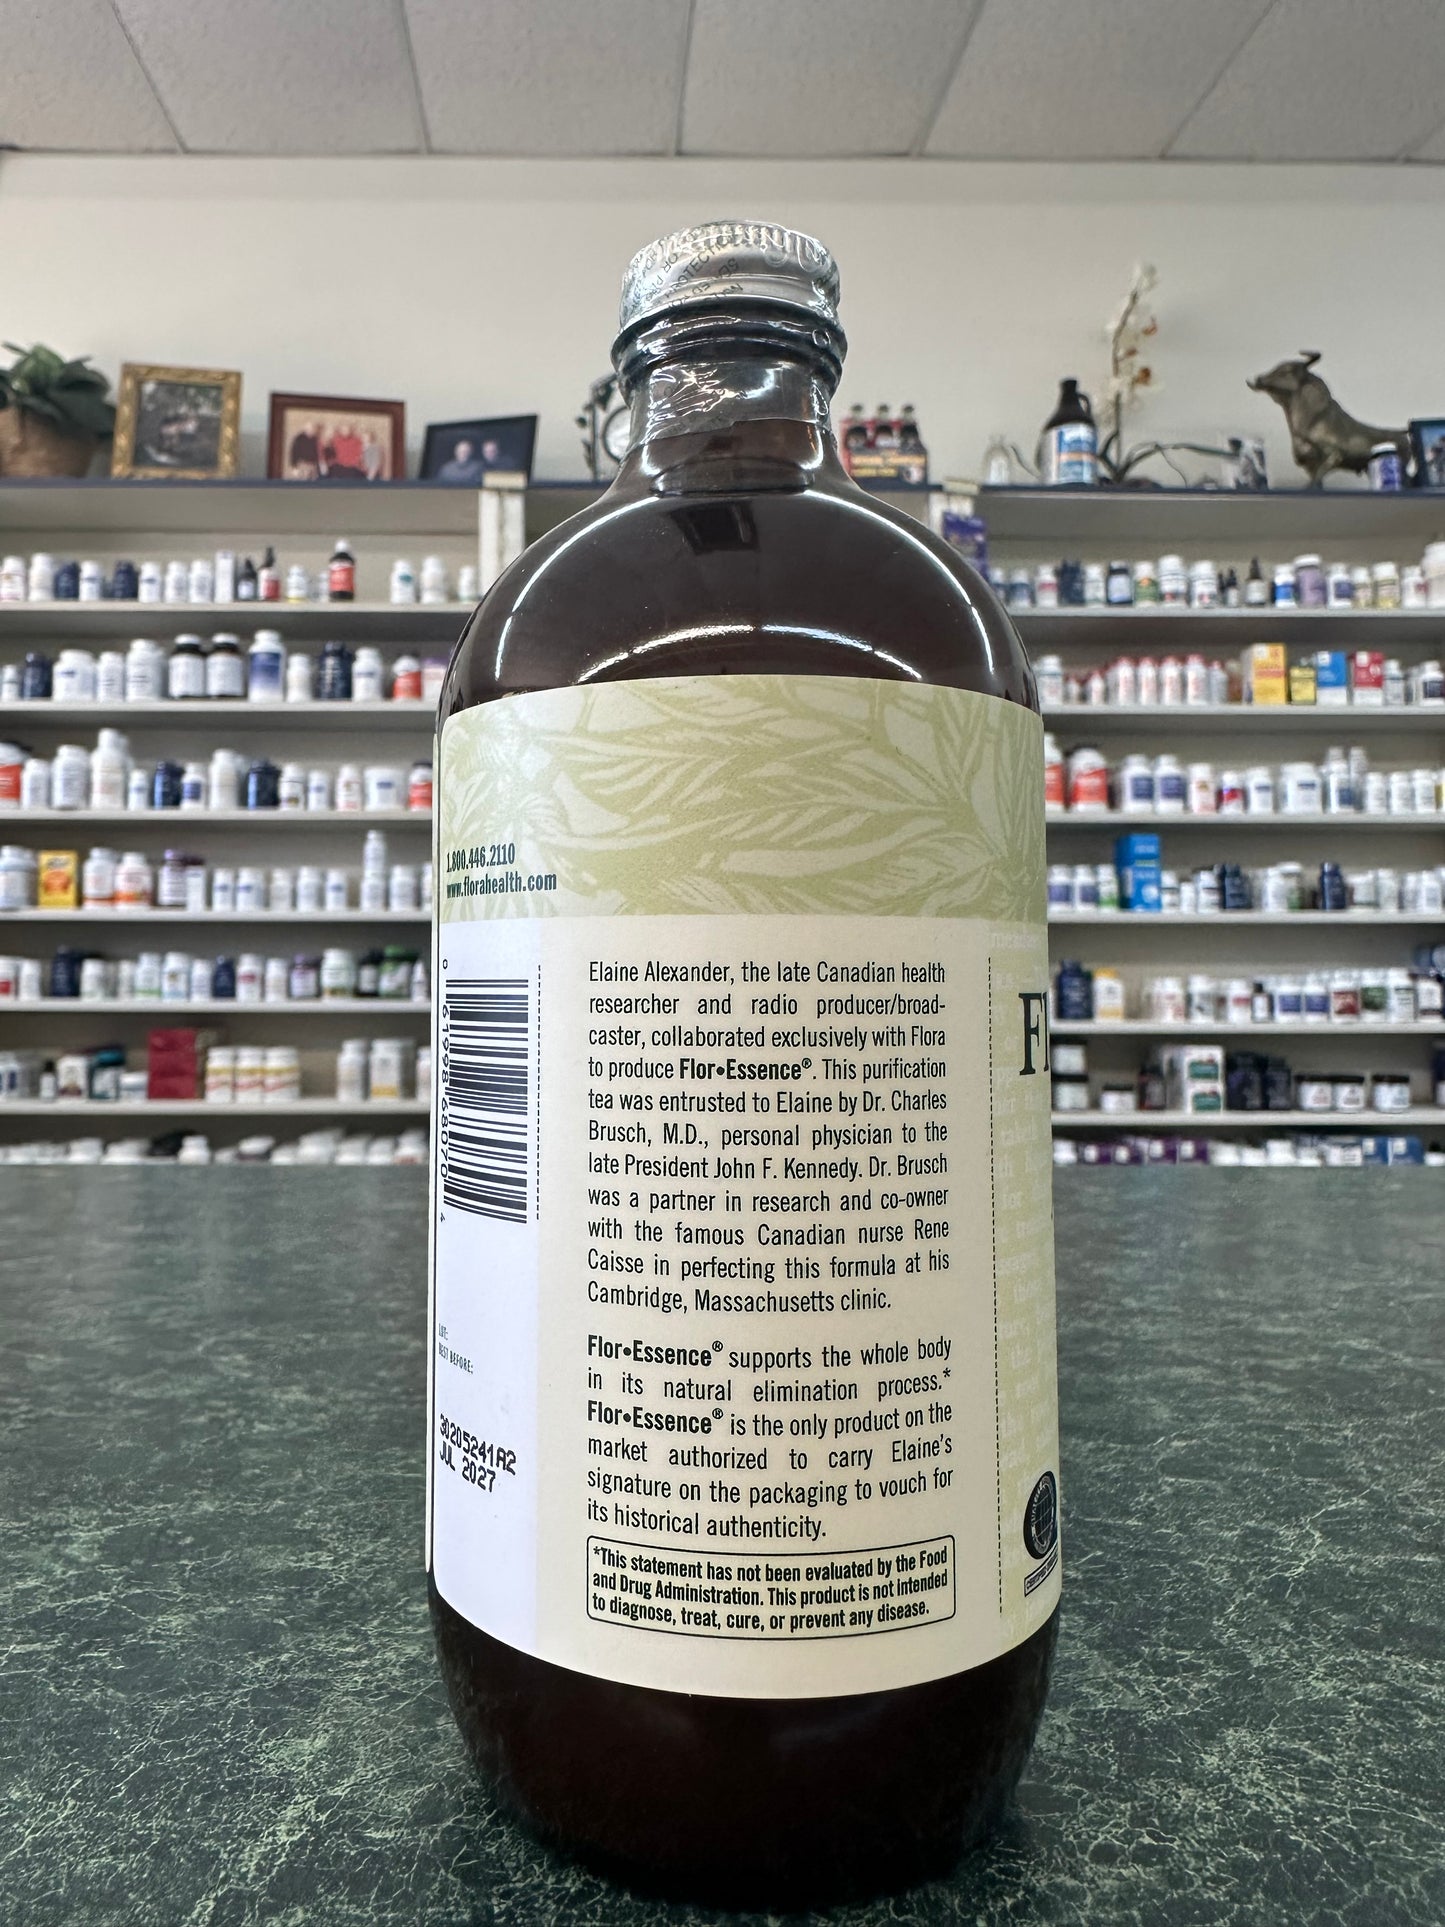 1.800.446.2110
www.florahealth.com
Elaine Alexander, the late Canadian health
researcher and radio producer/broad-
caster, collaborated exclusively with Flora
to produce Flor•Essence®. This purification
tea was entrusted to Elaine by Dr. Charles
Brusch, M.D., personal physician to the
late President John F. Kennedy. Dr. Brusch
was a partner in research and co-owner
with the famous Canadian nurse Rene
Caisse in perfecting this formula at his
Cambridge, Massachusetts clinic.
Flor•Essence® supports the whole body
in its natural elimination process.*
Flor•Essence® is the only product on the
market authorized to carry Elaine's
signature on the packaging to vouch for
its historical authenticity.
*This statement has not been evaluated by the Food
and Drug Administration. This product is not intended
to diagnose, treat, cure, or prevent any disease.
0 61998 68070 4
LOT:
BEST BEFORE:
30205241A2
JUL 2027